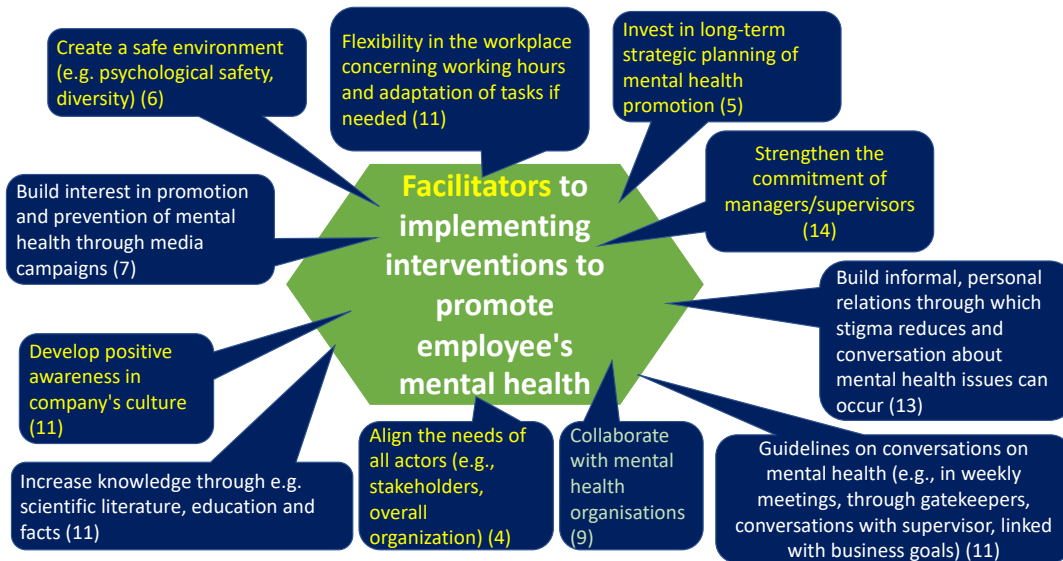 Create a safe environment
(e.g. psychological safety,
diversity) (6)
Flexibility in the workplace
concerning working hours
and adaptation of tasks if
needed (11)
Invest in long-term
strategic planning of
mental health
promotion (5)
Strengthen the
commitment of
managers/supervisors
(14)
Build interest in promotion
and prevention of mental
health through media
campaigns (7)
Facilitators to
implementing
interventions to
promote
employee's
mental health
Build informal, personal
relations through which
stigma reduces and
conversation about
mental health issues can
occur (13)
Develop positive
awareness in
company's culture
(11)
Increase knowledge through e.g.
scientific literature, education and
facts (11)
Align the needs of
all actors (e.g.,
stakeholders,
overall
organization) (4)
Collaborate
with mental
health
organisations
(9)
Guidelines on conversations on
mental health (e.g., in weekly
meetings, through gatekeepers,
conversations with supervisor, linked
with business goals) (11)